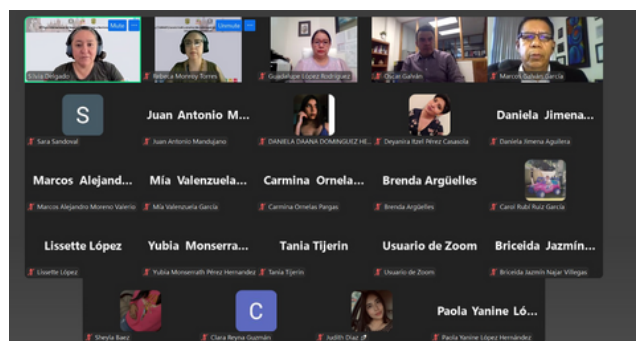 Mute
Unmute
Silvia Delgado
Rebeca Monroy Torres
Guadalupe López Rodríguez
Oscar Galván
Marcos Galván García
S
Juan Antonio M...
Daniela Jimena...
Sara Sandoval
Juan Antonio Mandujano
DANIELA DAANA DOMINGUEZ HE...
Deyanira Itzel Pérez Casasola
Daniela Jimena Aguilera
Marcos Alejand...
Mía Valenzuela...
Carmina Ornela...
Brenda Argüelles
Marcos Alejandro Moreno Valerio
Mía Valenzuela García
Carmina Ornelas Pargas
Brenda Argüelles
Carol Rubí Ruiz García
Lissette López
Yubia Monserra...
Tania Tijerin
Usuario de Zoom
Briceida Jazmín...
Lissette López
Yubia Monserrath Pérez Hernandez
Tania Tijerin
Usuario de Zoom
Briceida Jazmín Najar Villegas
C
Paola Yanine Ló...
Sheyla Baez
Clara Reyna Guzmán
Judith Díaz
Paola Yanine López Hernández